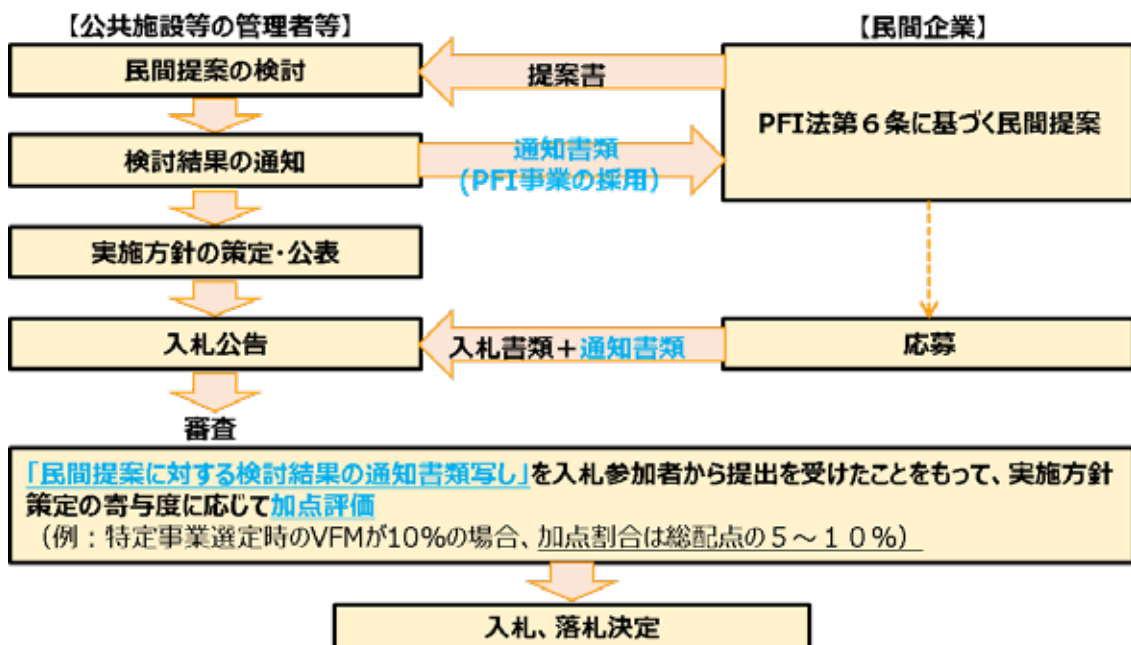 【公共施設等の管理者等】
【民間企業】
民間提案の検討
提案書
PFI法第６条に基づく民間提案
検討結果の通知
通知書類
(PFI事業の採用)
実施方針の策定・公表
入札公告
入札書類＋通知書類
応募
審査
「民間提案に対する検討結果の通知書類写し」を入札参加者から提出を受けたことをもって、実施方針
策定の寄与度に応じて加点評価
（例：特定事業選定時のVFMが10%の場合、加点割合は総配点の５～１０%）
入札、落札決定